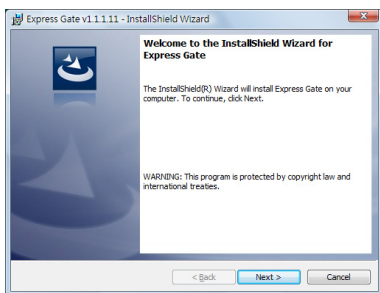 Express Gate v1.1.1.11 - InstallShield Wizard
Welcome to the InstallShield Wizard for
Express Gate
The InstallShield(R) Wizard will install Express Gate on your
computer. To continue, click Next.
WARNING: This program is protected by copyright law and
international treaties.
< Back Next > Cancel